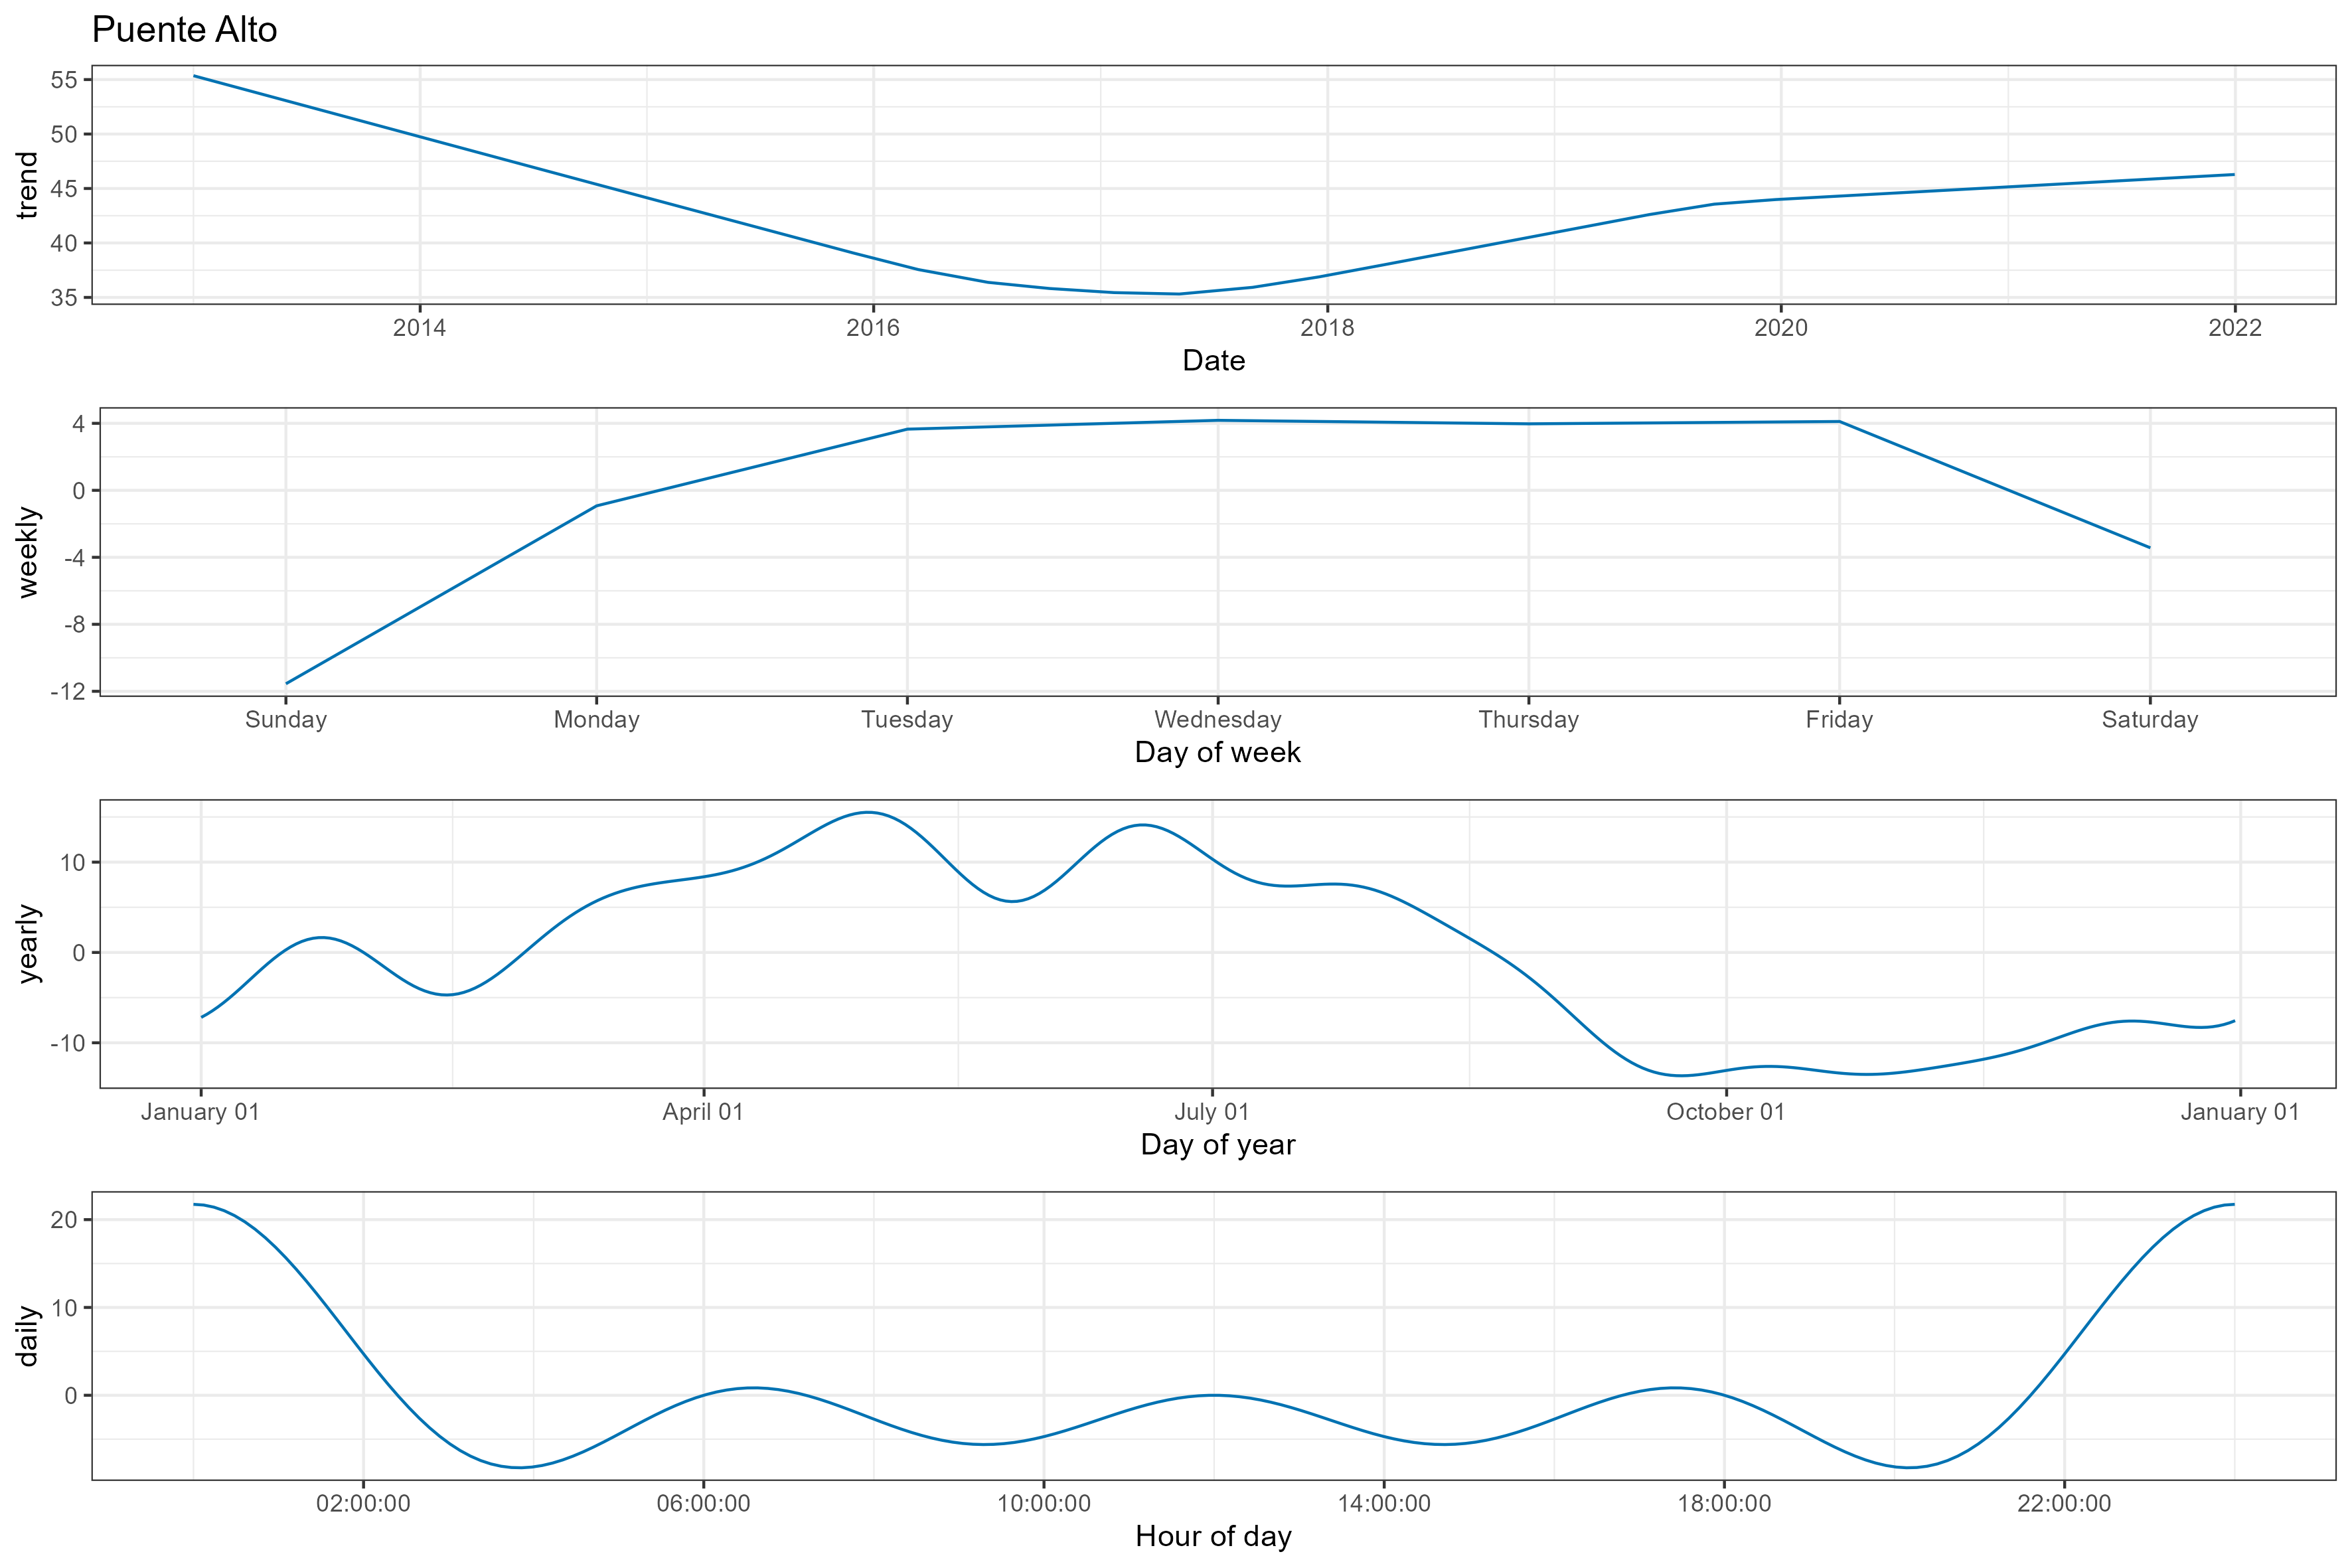 Puente Alto
55
50
45
40
35
trend
2014 2016 2018 2020 2022
Date
4
0
-4
-8
-12
weekly
Sunday Monday Tuesday Wednesday Thursday Friday Saturday
Day of week
10
0
-10
yearly
January 01 April 01 July 01 October 01 January 01
Day of year
20
10
0
daily
02:00:00 06:00:00 10:00:00 14:00:00 18:00:00 22:00:00
Hour of day